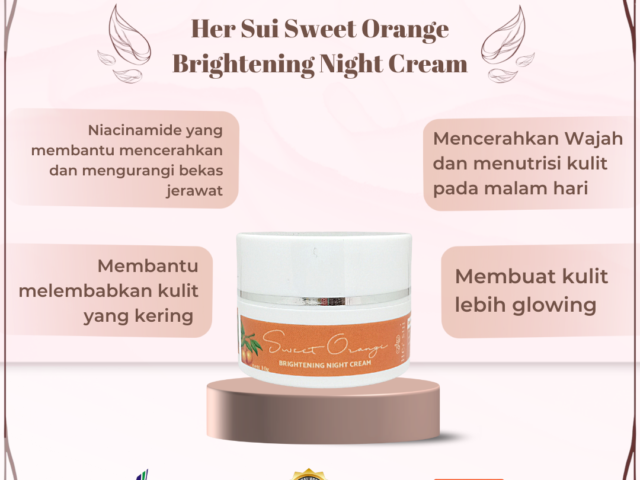 Her Sui Sweet Orange
Brightening Night Cream
Niacinamide yang
membantu mencerahkan
dan mengurangi bekas
jerawat
Mencerahkan Wajah
dan menutrisi kulit
pada malam hari
Membantu
melembabkan kulit
yang kering
Membuat kulit
lebih glowing
Sweet Orange
BRIGHTENING NIGHT CREAM